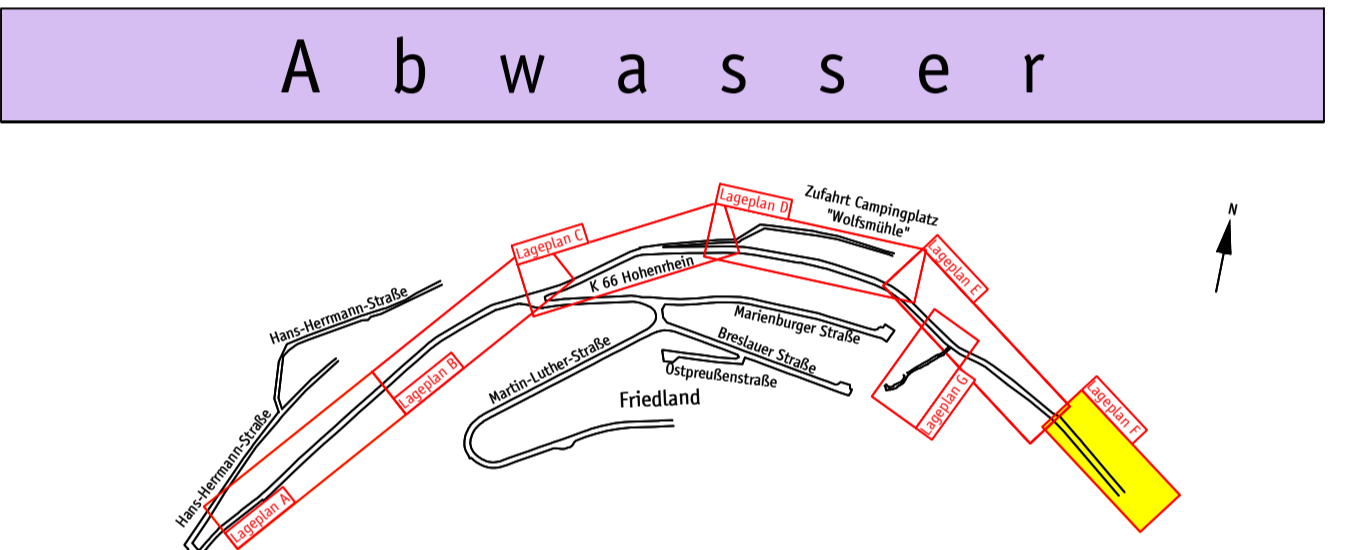 A b w a s s e r
N
Lageplan D
Zufahrt Campingplatz
"Wolfsmühle"
Lageplan C
Lageplan E
K 66 Hohenrhein
Hans-Herrmann-Straße
Marienburger Straße
Breslauer Straße
Ostpreußenstraße
Martin-Luther-Straße
Lageplan B
Friedland
Lageplan G
Lageplan F
Hans-Herrmann-Straße
Lageplan A